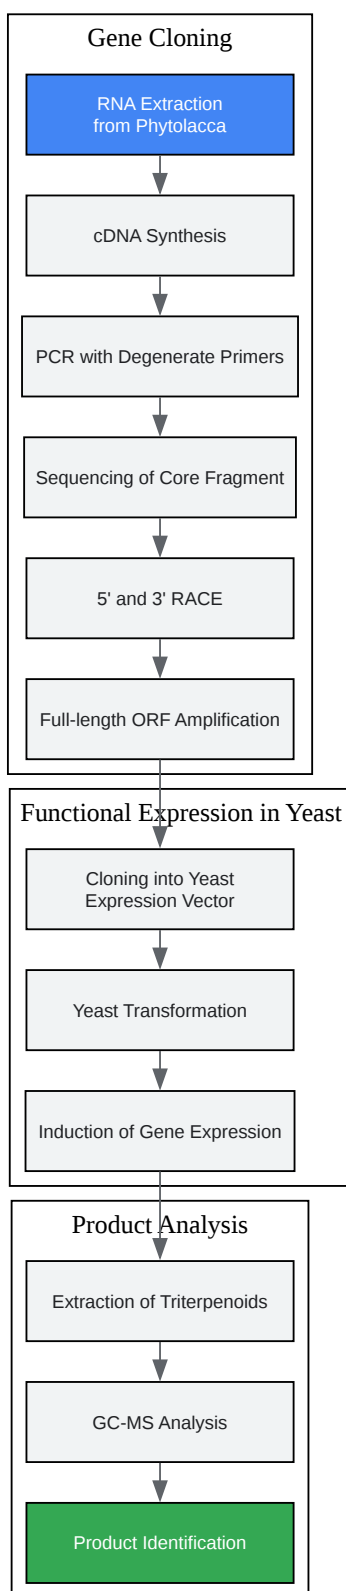 Gene Cloning
RNA Extraction
from Phytolacca
cDNA Synthesis
PCR with Degenerate Primers
Sequencing of Core Fragment
5' and 3' RACE
Full-length ORF Amplification
Functional Expression in Yeast
Cloning into Yeast
Expression Vector
Yeast Transformation
Induction of Gene Expression
Product Analysis
Extraction of Triterpenoids
GC-MS Analysis
Product Identification